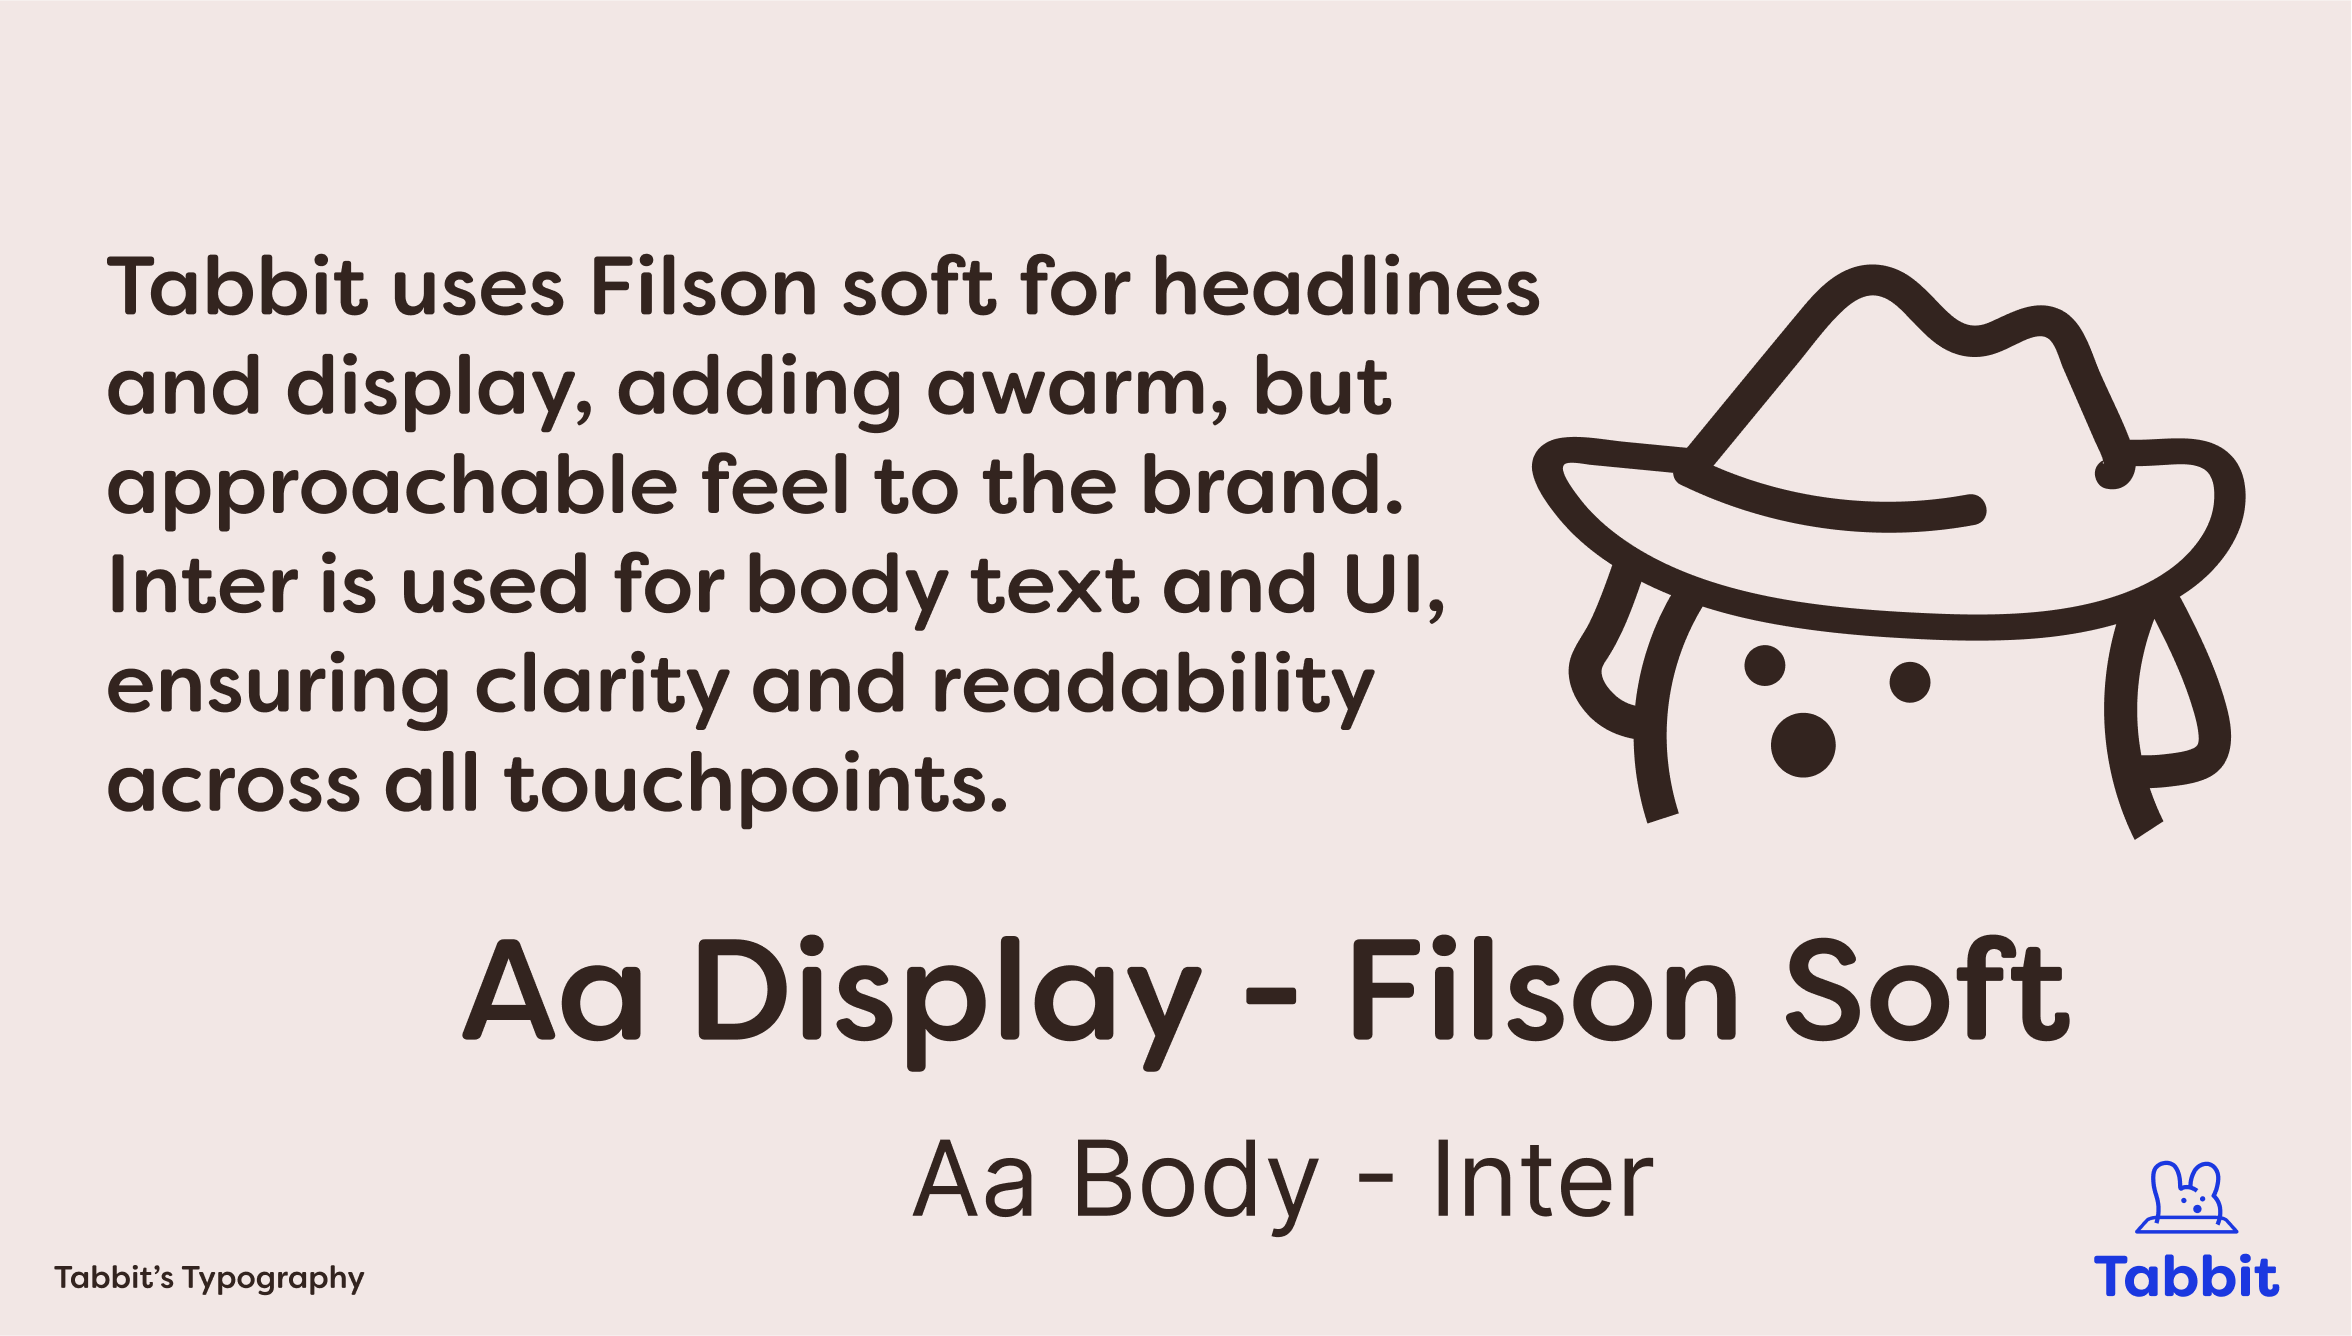 Tabbit uses Filson soft for headlines
and display, adding awarm, but
approachable feel to the brand.
Inter is used for body text and UI,
ensuring clarity and readability
across all touchpoints.
Aa Display - Filson Soft
Aa Body - Inter
Tabbit’s Typography
Tabbit